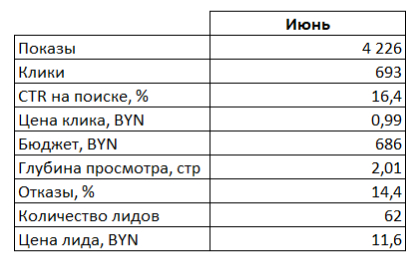 Июнь
Показы 4 226
Клики 693
CTR на поиске, % 16,4
Цена клика, BYN 0,99
Бюджет, BYN 686
Глубина просмотра, стр 2,01
Отказы, % 14,4
Количество лидов 62
Цена лида, BYN 11,6